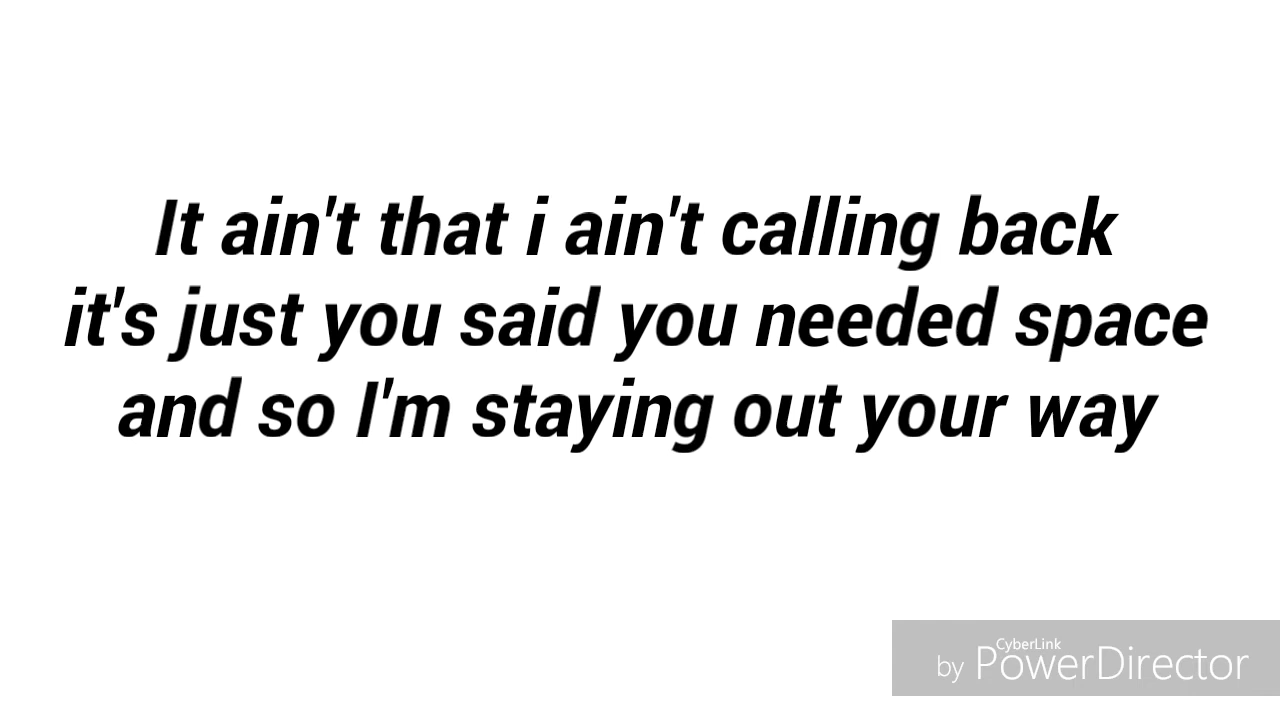 It ain't that i ain't calling back
it's just you said you needed space
and so I'm staying out your way
CyberLink
by PowerDirector